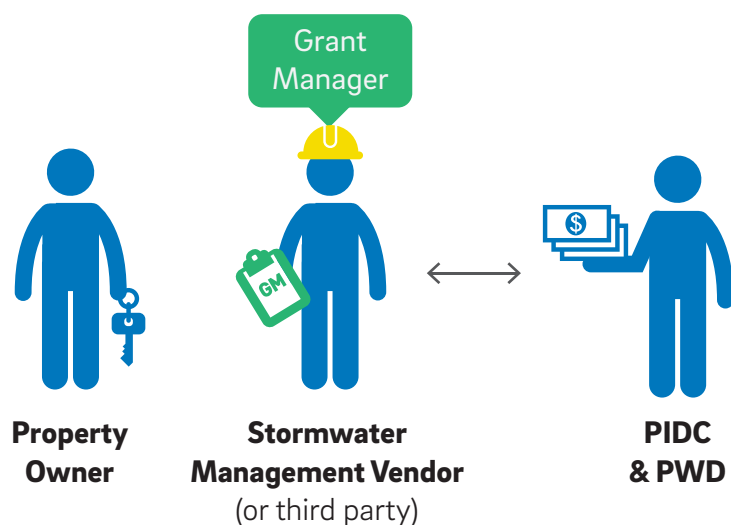 Grant
Manager
$
GM
Property
Owner
Stormwater
Management Vendor
(or third party)
PIDC
& PWD